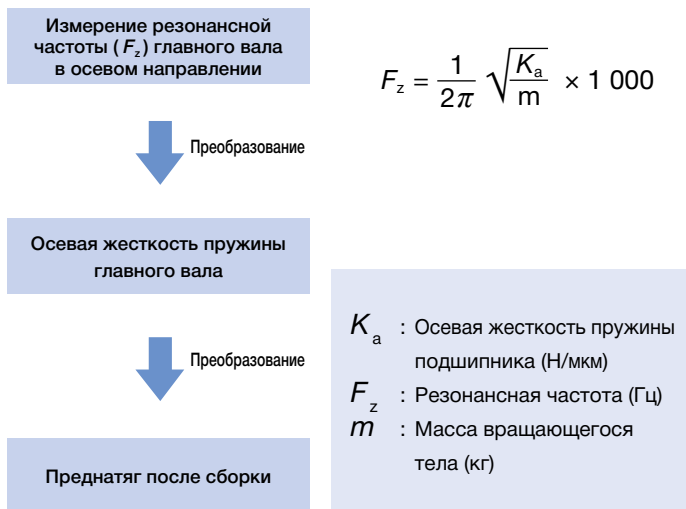 Измерение резонансной
частоты ( Fz ) главного вала
в осевом направлении
Преобразование
Осевая жесткость пружины
главного вала
Преобразование
Преднатяг после сборки
Fz = 1/2π √Ka/m × 1 000
Ka : Осевая жесткость пружины
подшипника (Н/мкм)
Fz : Резонансная частота (Гц)
m : Масса вращающегося
тела (кг)